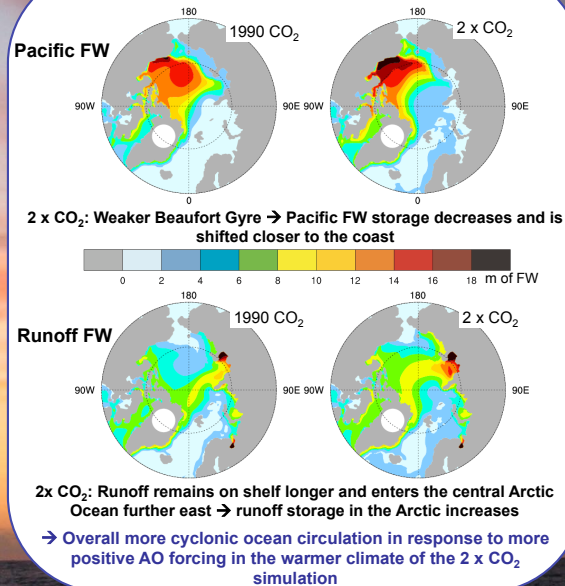 180
1990 CO₂
180
2 x CO₂
Pacific FW
90W
90E
90W
90E
0
0
2 x CO₂: Weaker Beaufort Gyre → Pacific FW storage decreases and is
shifted closer to the coast
0 2 4 6 8 10 12 14 16 18 m of FW
180
1990 CO₂
180
2 x CO₂
Runoff FW
90W
90E
90W
90E
0
0
2x CO₂: Runoff remains on shelf longer and enters the central Arctic
Ocean further east → runoff storage in the Arctic increases
→ Overall more cyclonic ocean circulation in response to more
positive AO forcing in the warmer climate of the 2 x CO₂
simulation